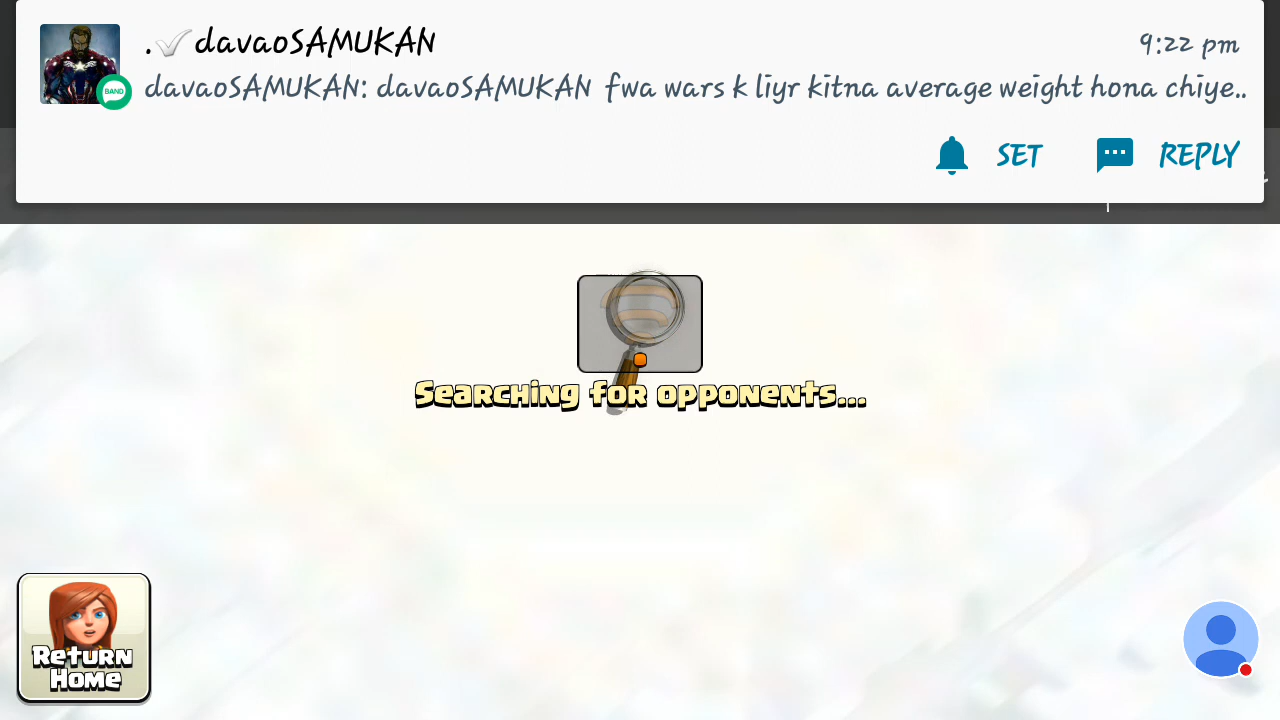 .✔davaoSAMUKAN
9:22 pm
BAND
davaoSAMUKAN: davaoSAMUKAN fwa wars k liyr kitna average weight hona chiye..
SET
REPLY
Searching for opponents...
Return
Home